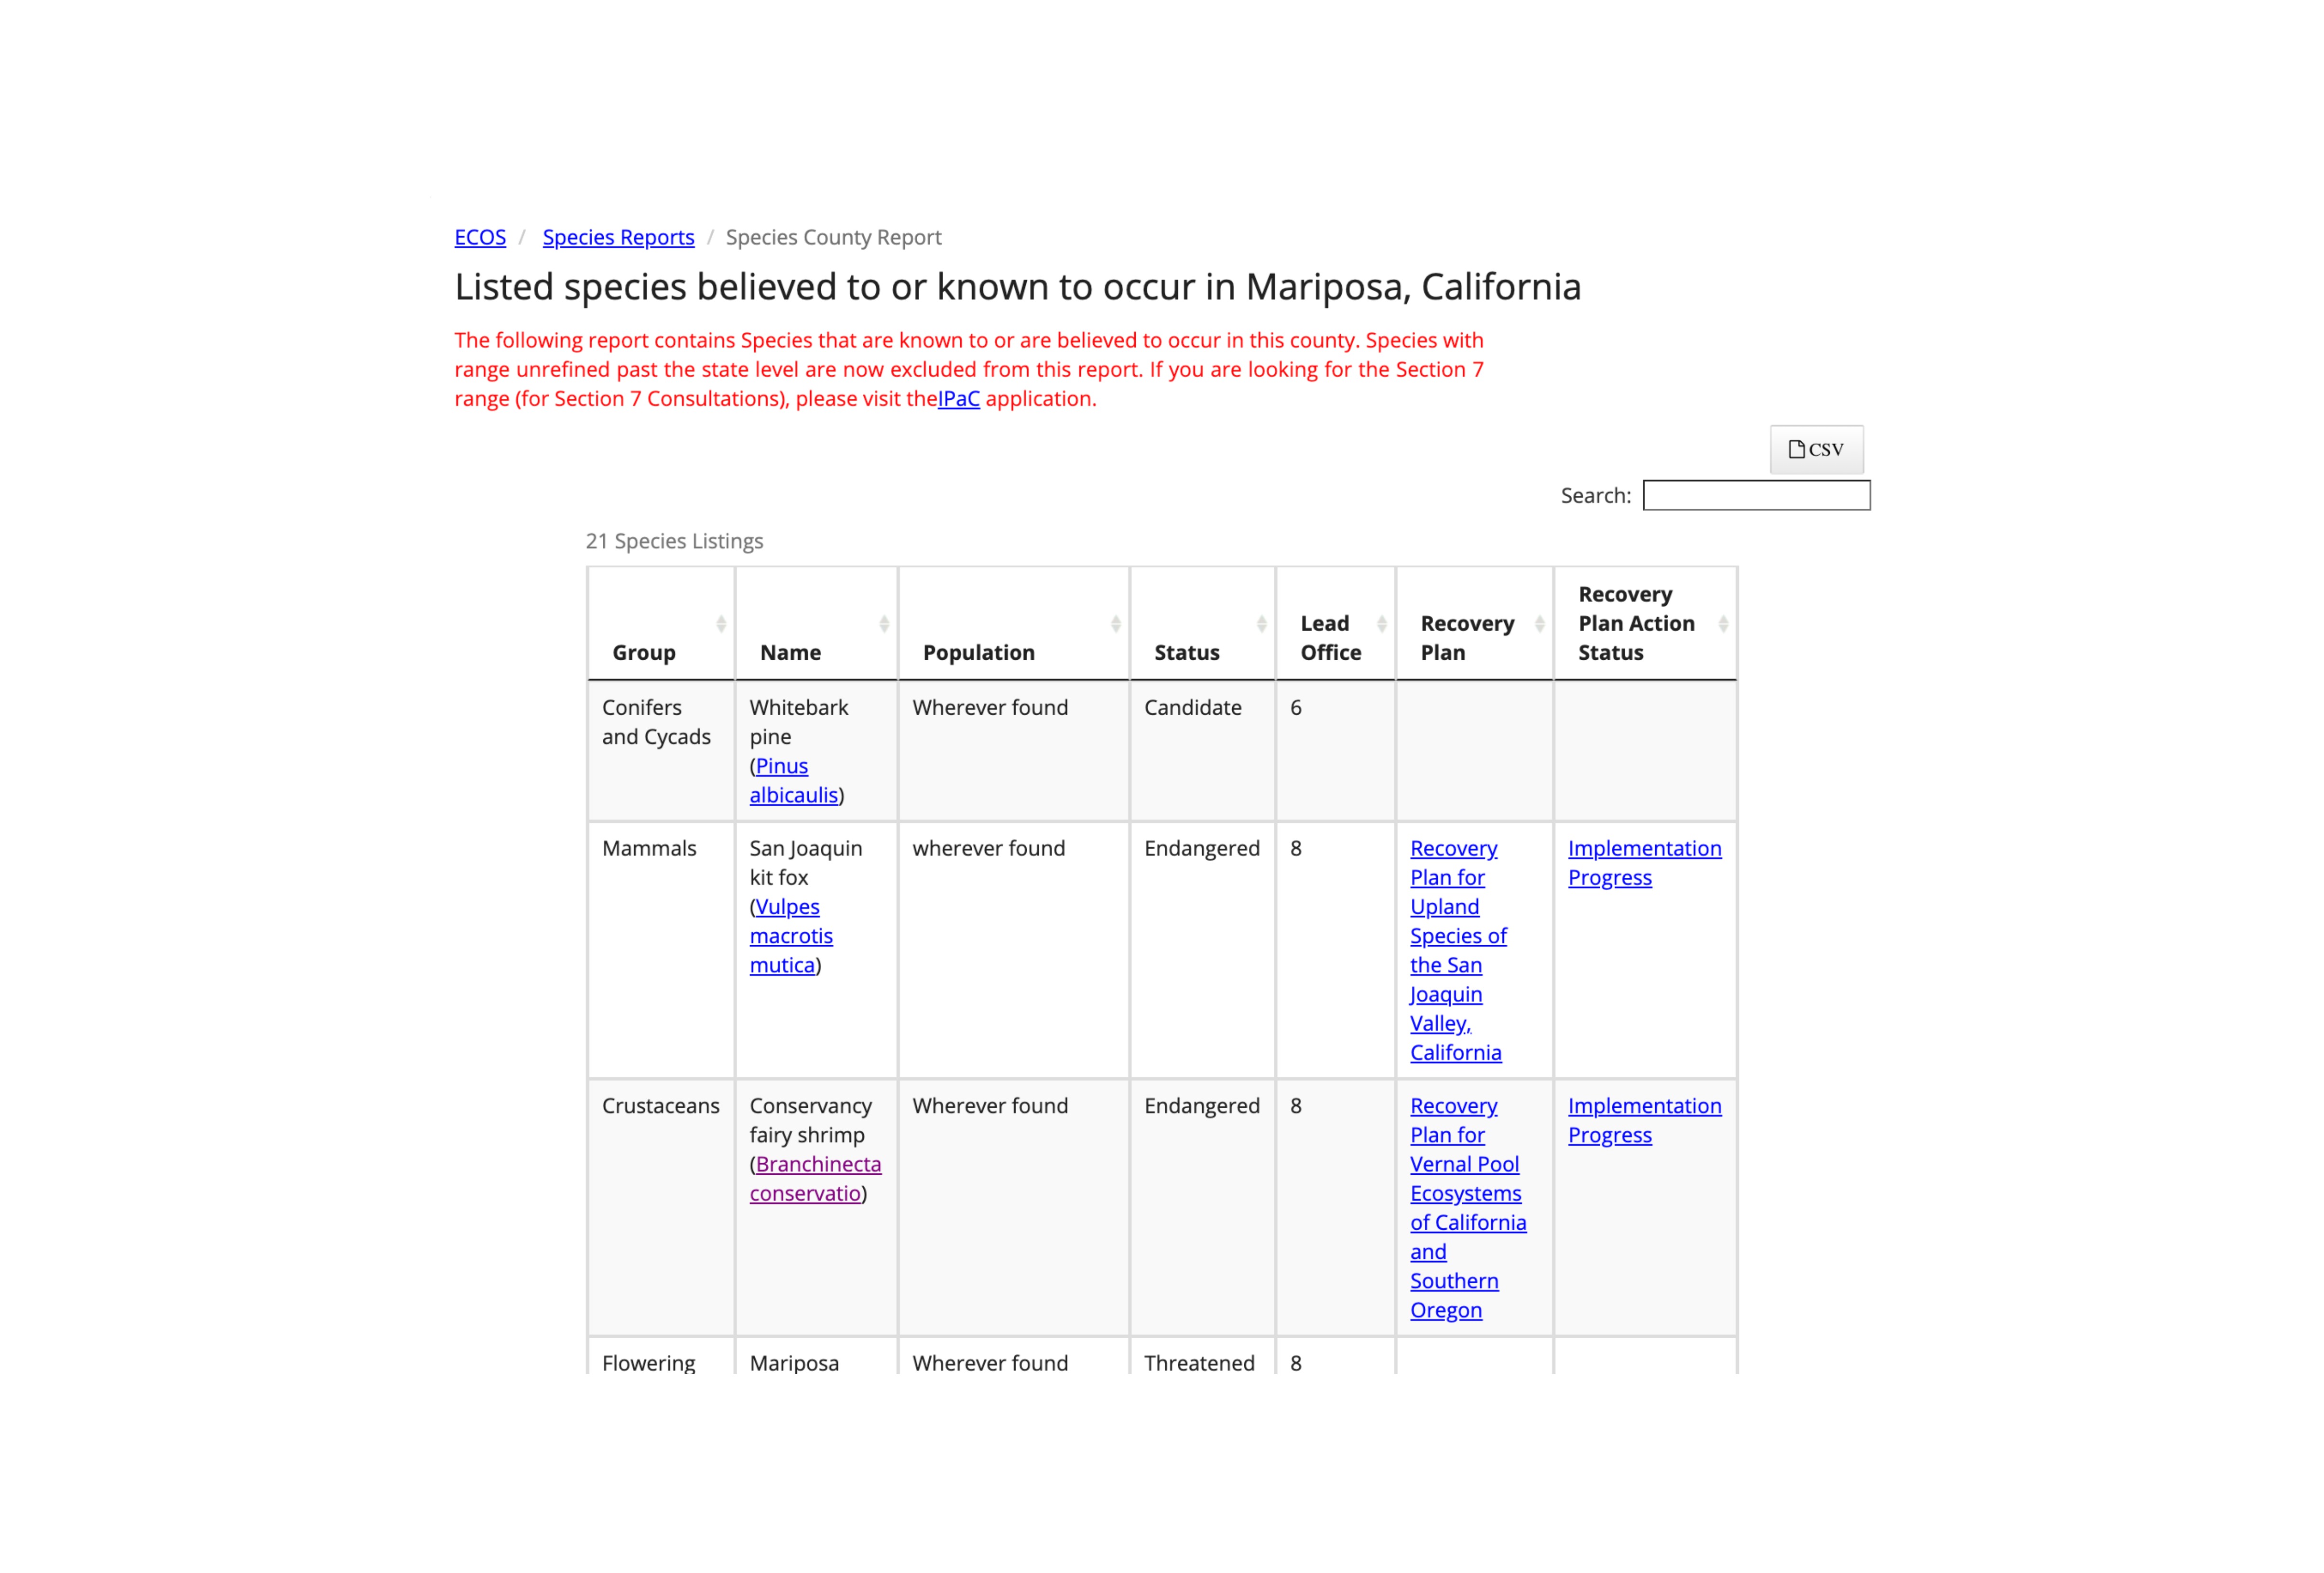 ECOS / Species Reports / Species County Report
Listed species believed to or known to occur in Mariposa, California
The following report contains Species that are known to or are believed to occur in this county. Species with
range unrefined past the state level are now excluded from this report. If you are looking for the Section 7
range (for Section 7 Consultations), please visit theIPaC application.
CSV
Search:
21 Species Listings
Group
Name
Population
Status
Lead
Office
Recovery
Plan
Recovery
Plan Action
Status
Conifers
and Cycads
Whitebark
pine
(Pinus
albicaulis)
Wherever found
Candidate
6
Mammals
San Joaquin
kit fox
(Vulpes
macrotis
mutica)
wherever found
Endangered
8
Recovery
Plan for
Upland
Species of
the San
Joaquin
Valley,
California
Implementation
Progress
Crustaceans
Conservancy
fairy shrimp
(Branchinecta
conservatio)
Wherever found
Endangered
8
Recovery
Plan for
Vernal Pool
Ecosystems
of California
and
Southern
Oregon
Implementation
Progress
Flowering
Mariposa
Wherever found
Threatened
8